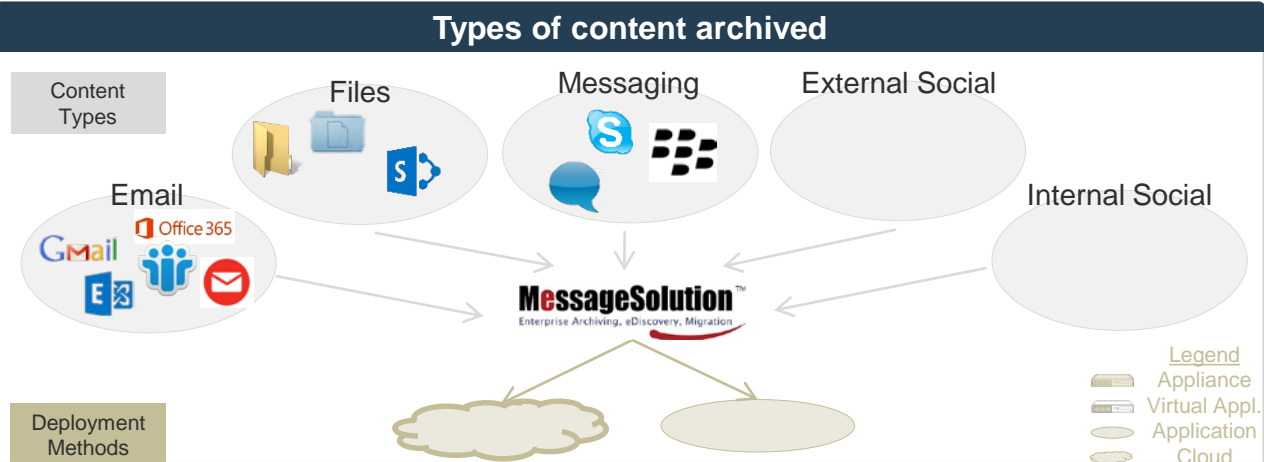 Types of content archived
Content
Types
Files
Messaging
External Social
Email
Internal Social
S
S
GMail
Office 365
E
MessageSolution™
Enterprise Archiving, eDiscovery, Migration
Legend
Appliance
Virtual Appl.
Application
Cloud
Deployment
Methods